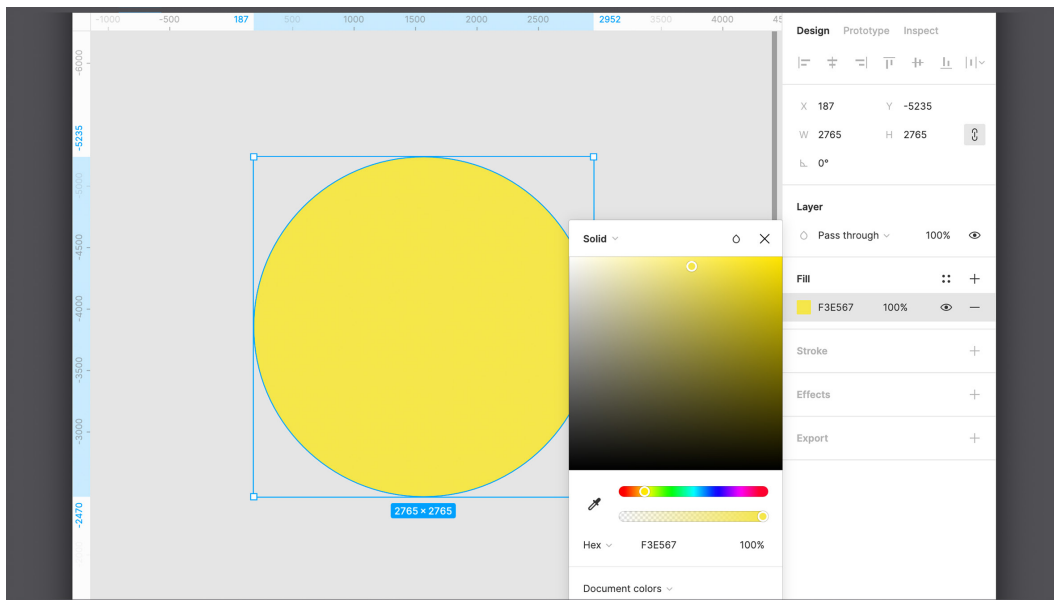 -1000 -500 187 500 1000 1500 2000 2500 2952 3500 4000 45
Design Prototype Inspect
-6000
X 187 Y -5235
-5235
W 2765 H 2765
0°
-5000
Layer
Solid
Pass through 100%
-4500
Fill
-4000
F3E567 100%
Stroke
-3500
Effects
-3000
Export
2765 × 2765
-2470
Hex F3E567 100%
Document colors